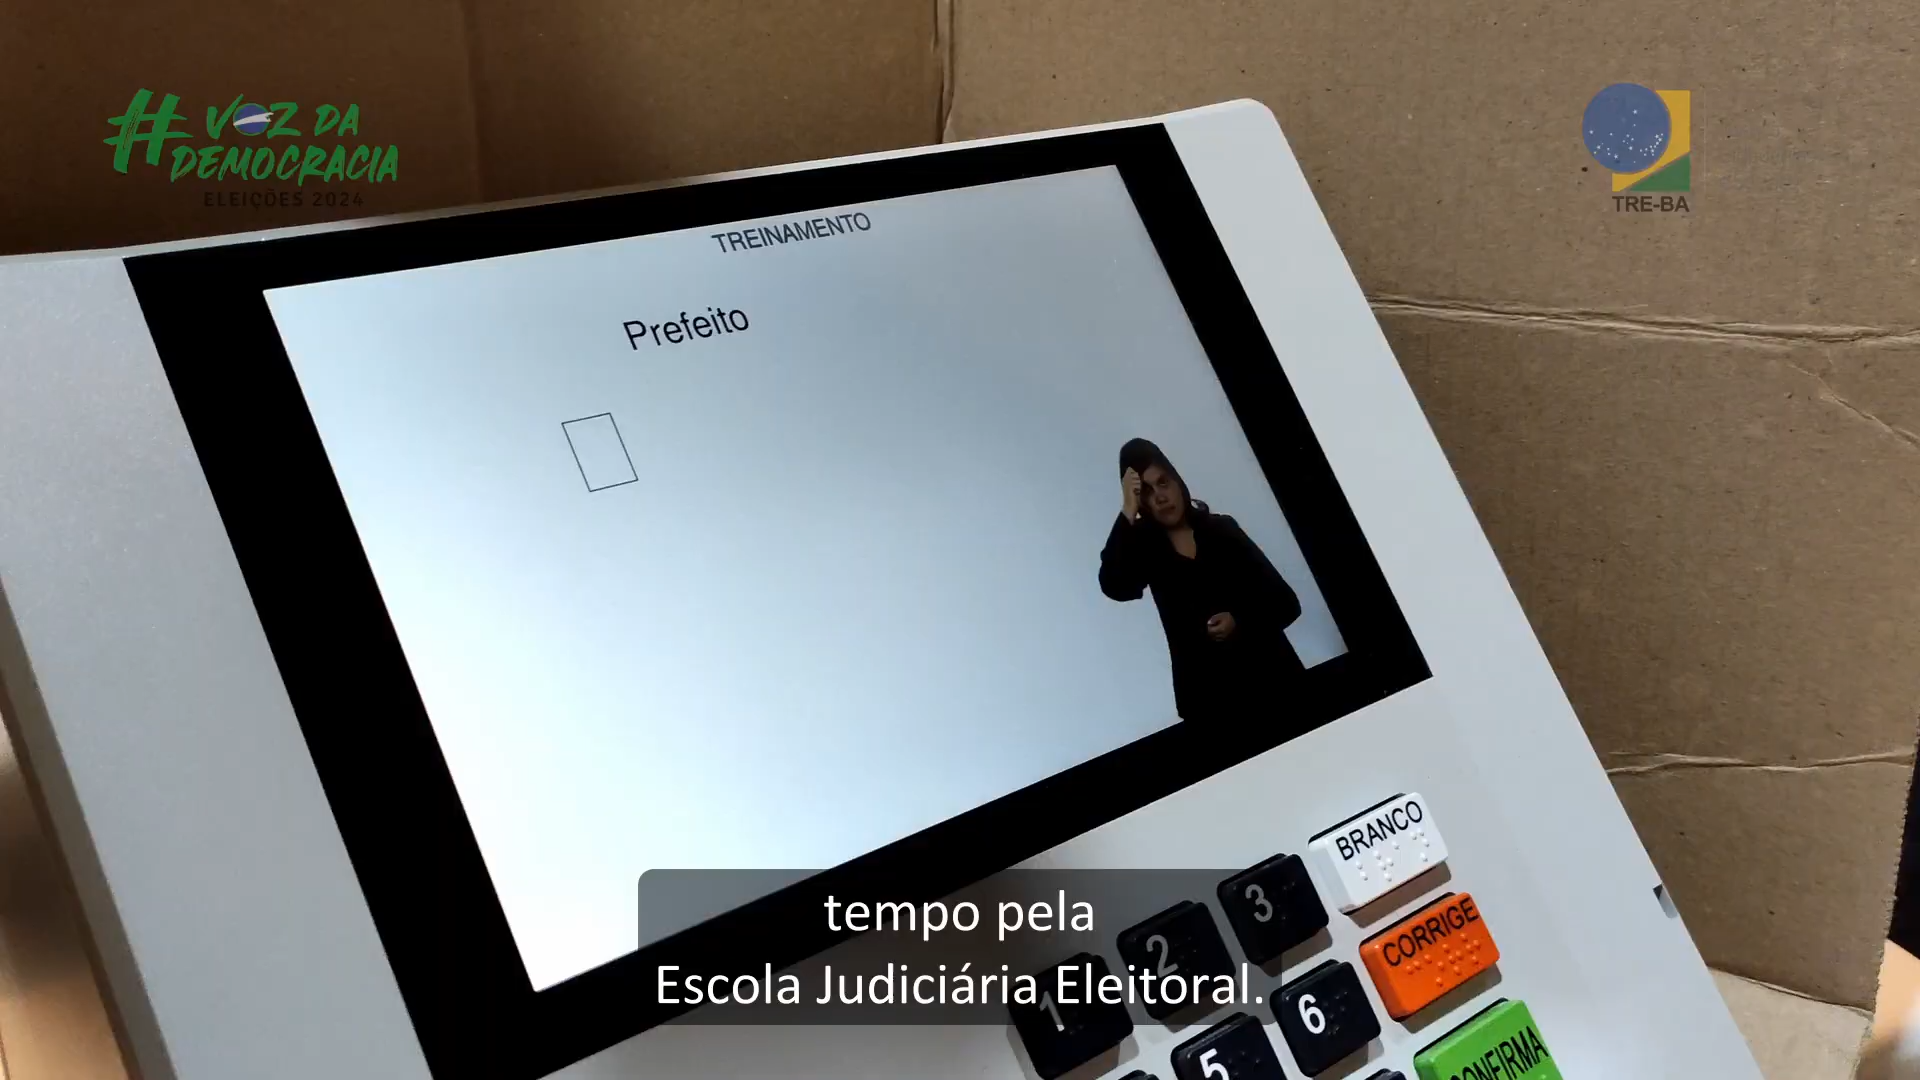 #VOZ DA
DEMOCRACIA
ELEIÇÕES 2024
TRE-BA
TREINAMENTO
Prefeito
BRANCO
3
CORRIGE
2
6
1
5
CONFIRMA
tempo pela
Escola Judiciária Eleitoral.